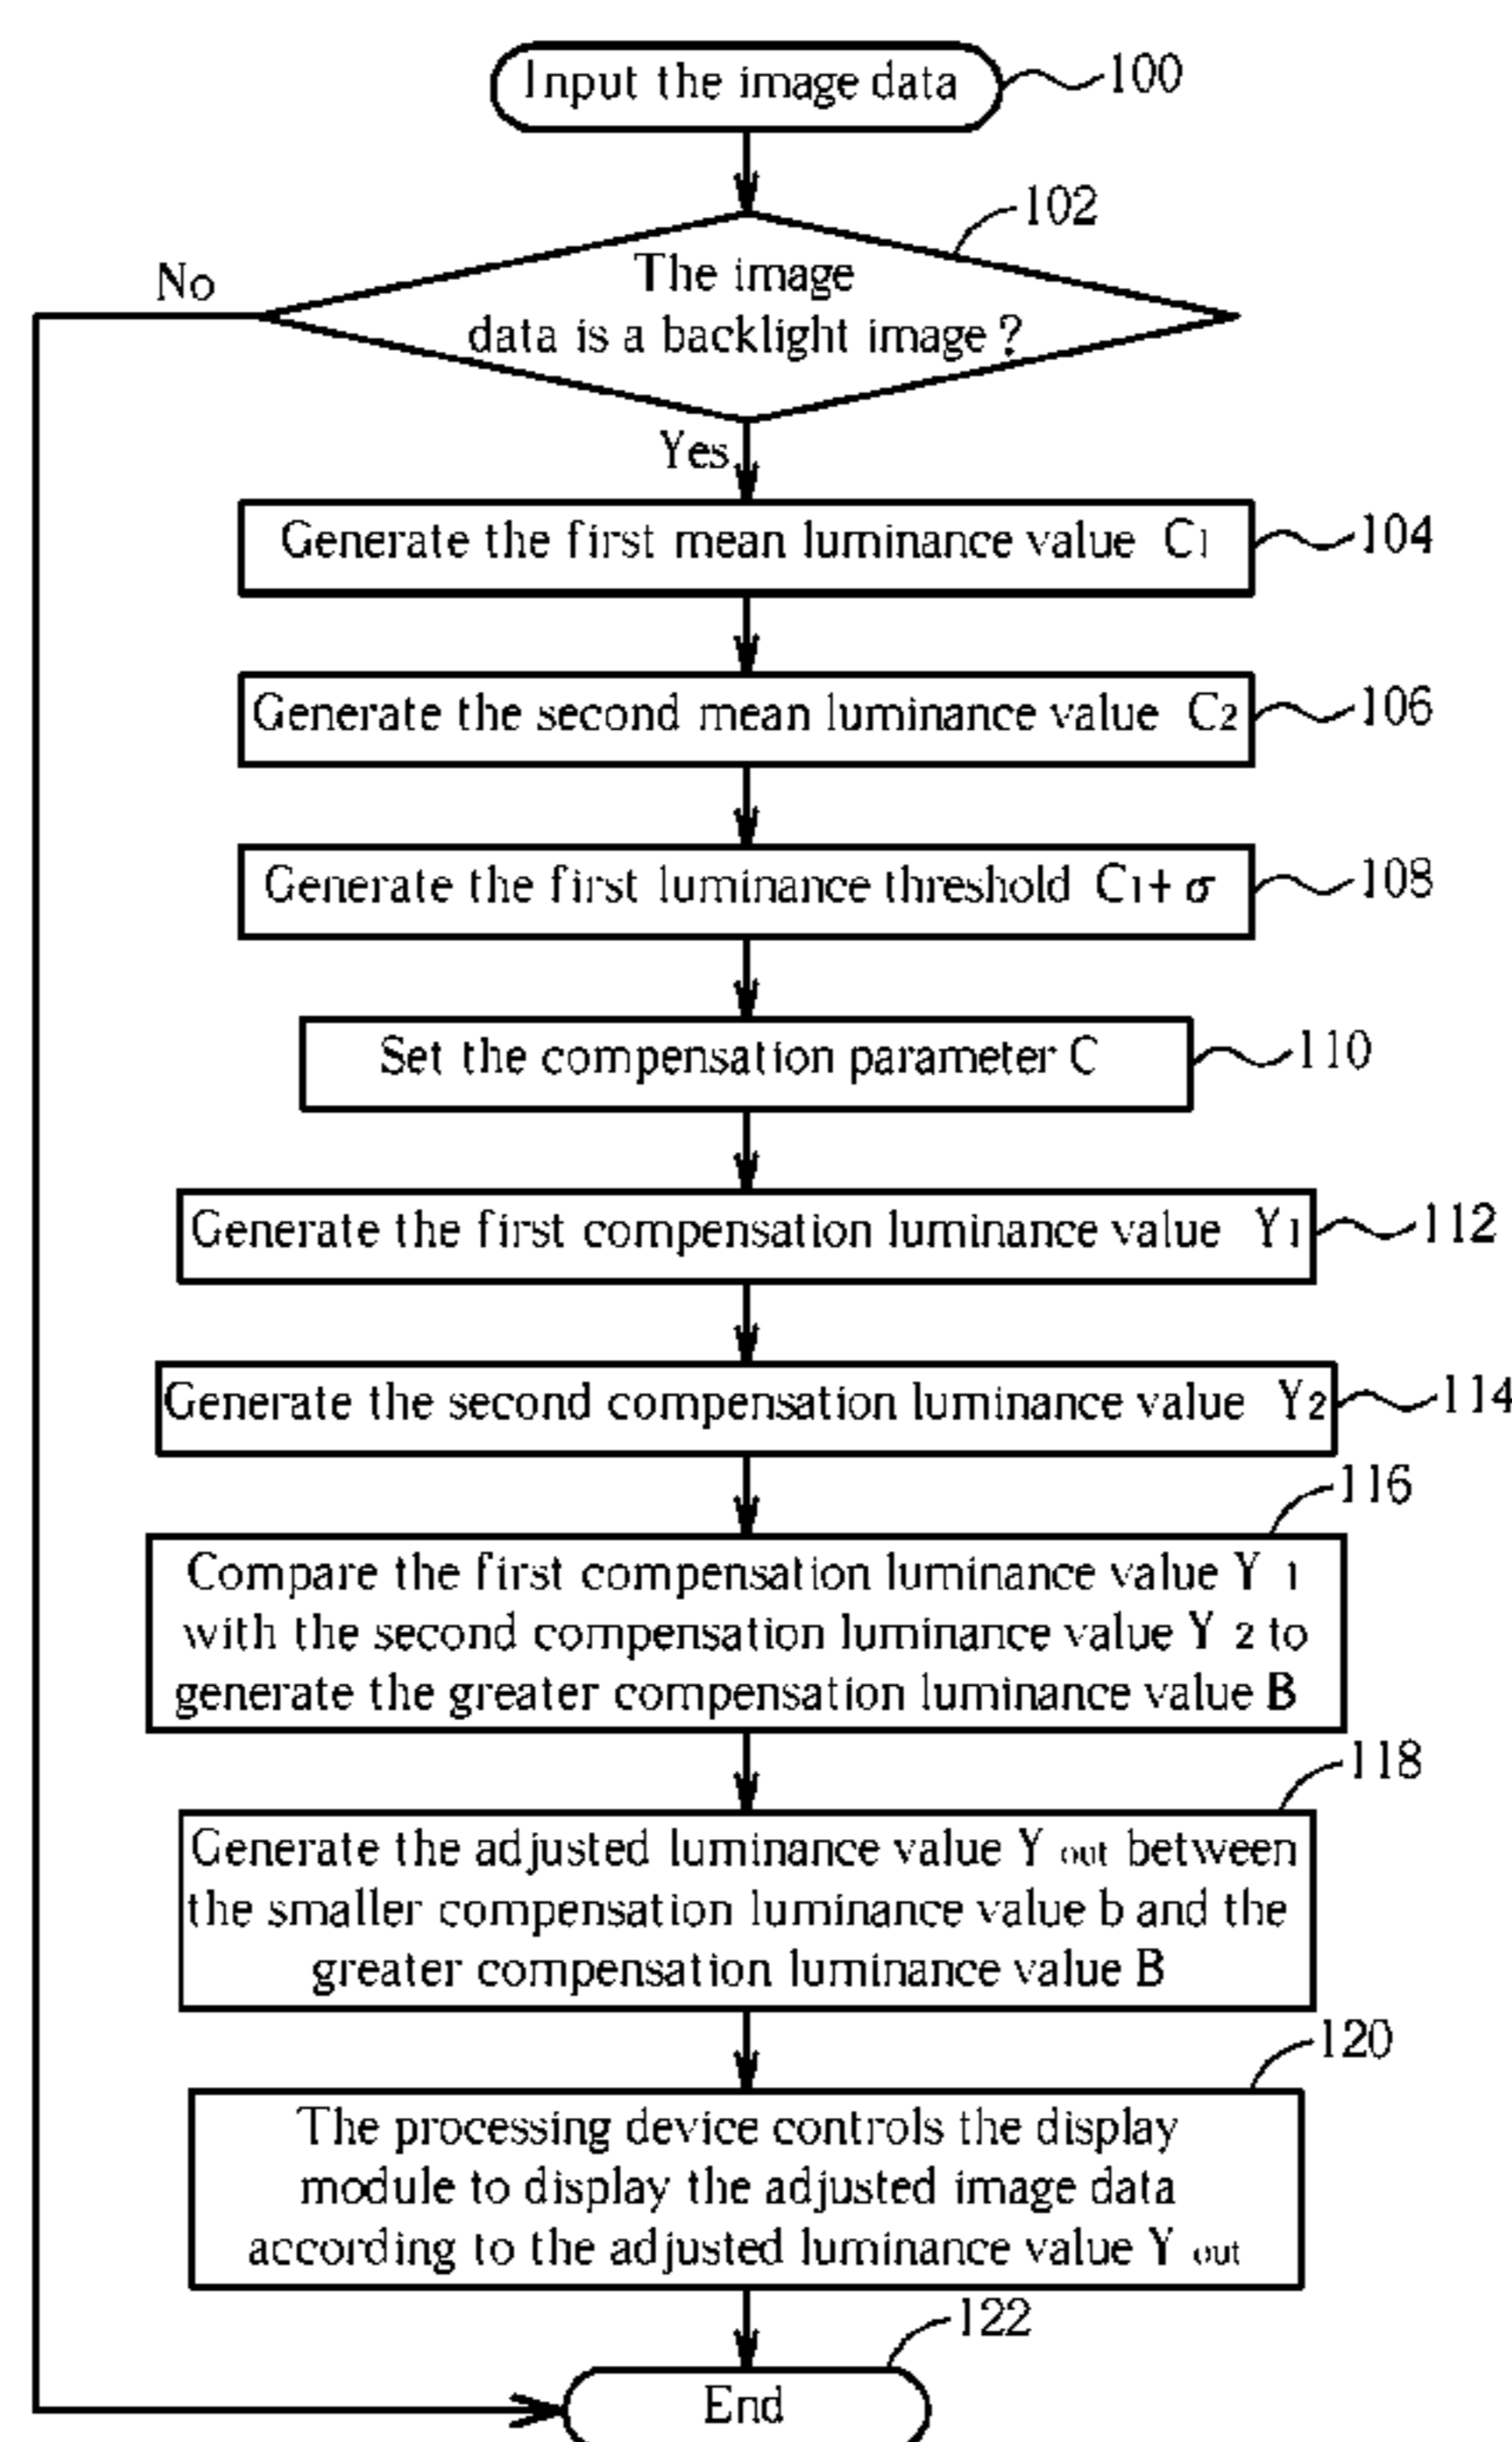 Input the image data
100
102
The image
data is a backlight image?
No
Yes
Generate the first mean luminance value C1
104
Generate the second mean luminance value C2
106
Generate the first luminance threshold C1+σ
108
Set the compensation parameter C
110
Generate the first compensation luminance value Y1
112
Generate the second compensation luminance value Y2
114
116
Compare the first compensation luminance value Y 1
with the second compensation luminance value Y 2 to
generate the greater compensation luminance value B
118
Generate the adjusted luminance value Y out between
the smaller compensation luminance value b and the
greater compensation luminance value B
120
The processing device controls the display
module to display the adjusted image data
according to the adjusted luminance value Y out
122
End